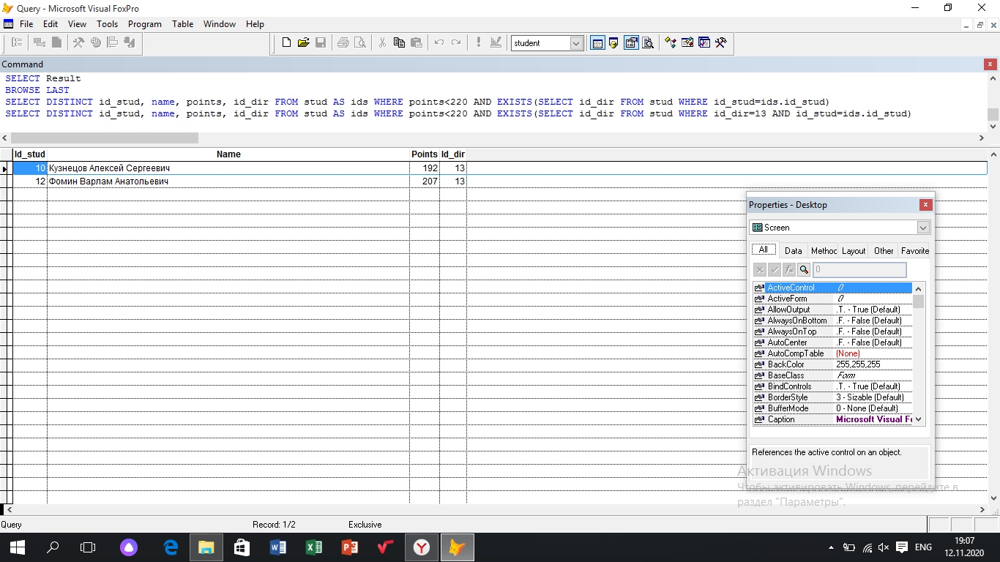 Query - Microsoft Visual FoxPro
File Edit View Tools Program Table Window Help
student
Command
SELECT Result
BROWSE LAST
SELECT DISTINCT id_stud, name, points, id_dir FROM stud AS ids WHERE points<220 AND EXISTS(SELECT id_dir FROM stud WHERE id_stud=ids.id_stud)
SELECT DISTINCT id_stud, name, points, id_dir FROM stud AS ids WHERE points<220 AND EXISTS(SELECT id_dir FROM stud WHERE id_dir=13 AND id_stud=ids.id_stud)
Id_stud Name Points Id_dir
10 Кузнецов Алексей Сергеевич 192 13
12 Фомин Варлам Анатольевич 207 13
Properties - Desktop
Screen
All Data Methoc Layout Other Favorite
0
ActiveControl 0
ActiveForm 0
AllowOutput .T. - True (Default)
AlwaysOnBottom .F. - False (Default)
AlwaysOnTop .F. - False (Default)
AutoCenter .F. - False (Default)
AutoCompTable (None)
BackColor 255,255,255
BaseClass Form
BindControls .T. - True (Default)
BorderStyle 3 - Sizable (Default)
BufferMode 0 - None (Default)
Caption Microsoft Visual Fo
References the active control on an object.
Активация Windows
Чтобы активировать Windows, перейдите в
раздел "Параметры".
Query Record: 1/2 Exclusive
ENG 19:07
12.11.2020